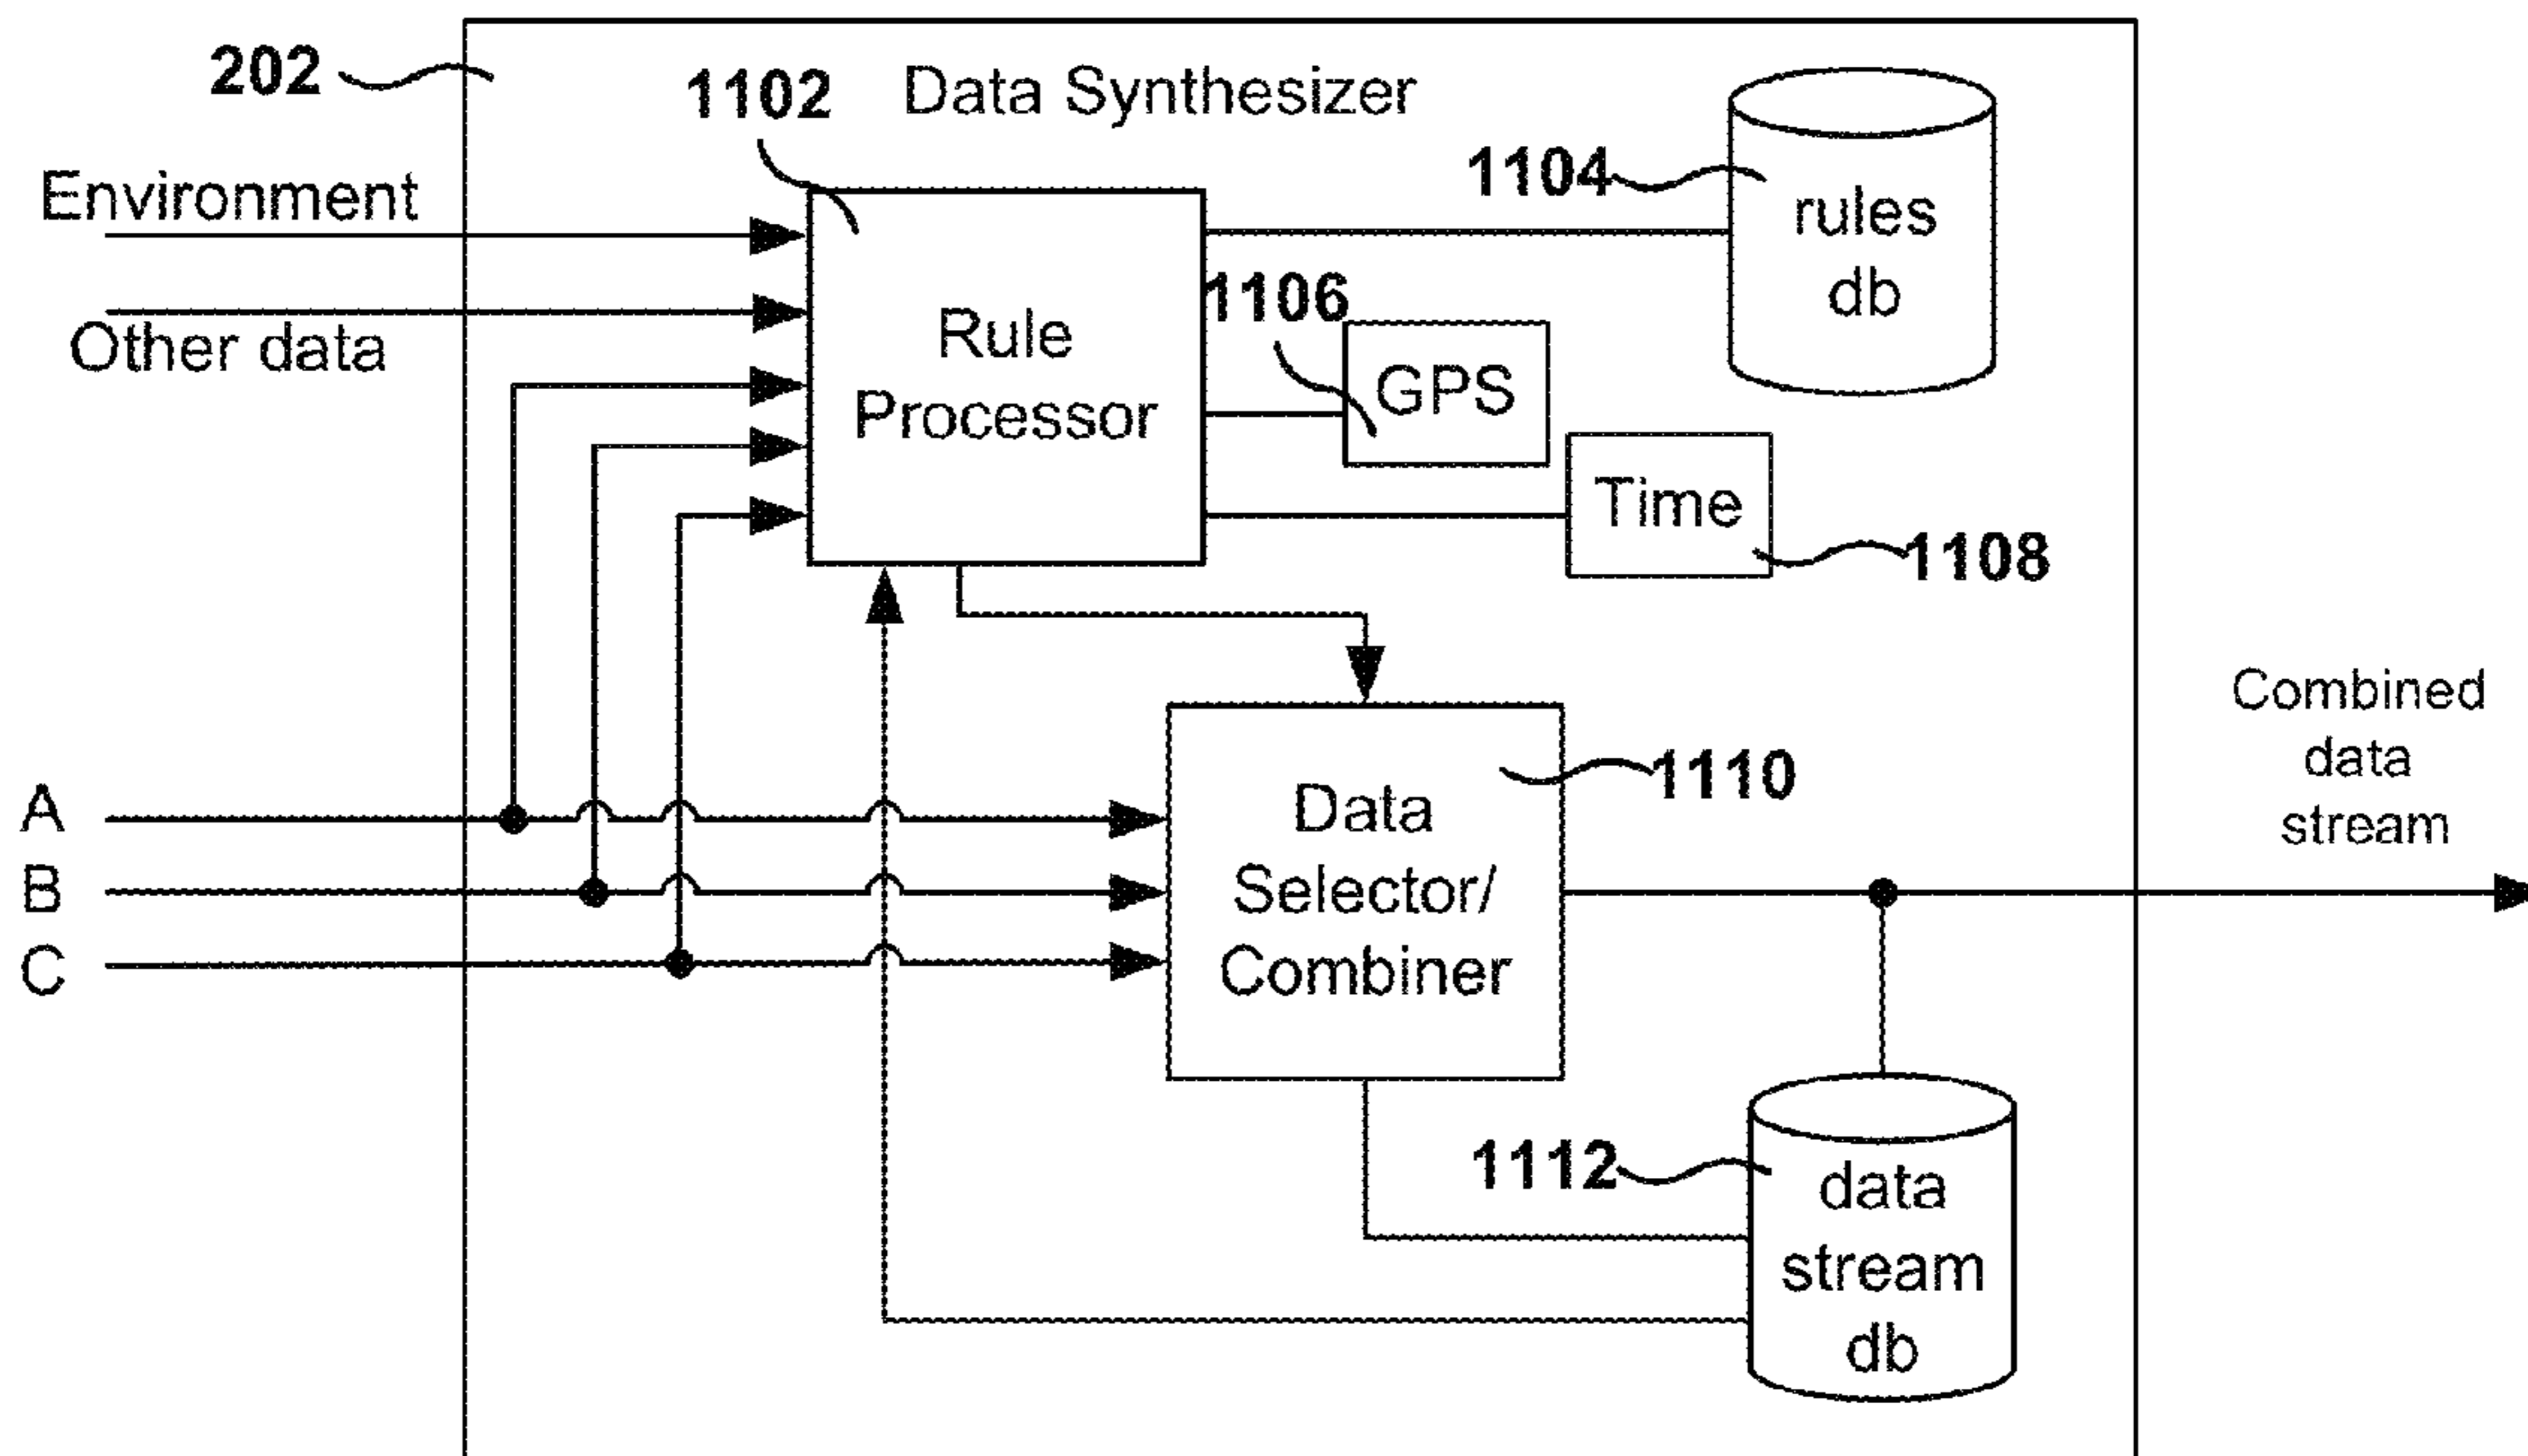 202
1102
Data Synthesizer
Environment
Other data
1104
rules
db
Rule
Processor
1106
GPS
Time
1108
A
B
C
Data
Selector/
Combiner
1110
Combined
data
stream
1112
data
stream
db